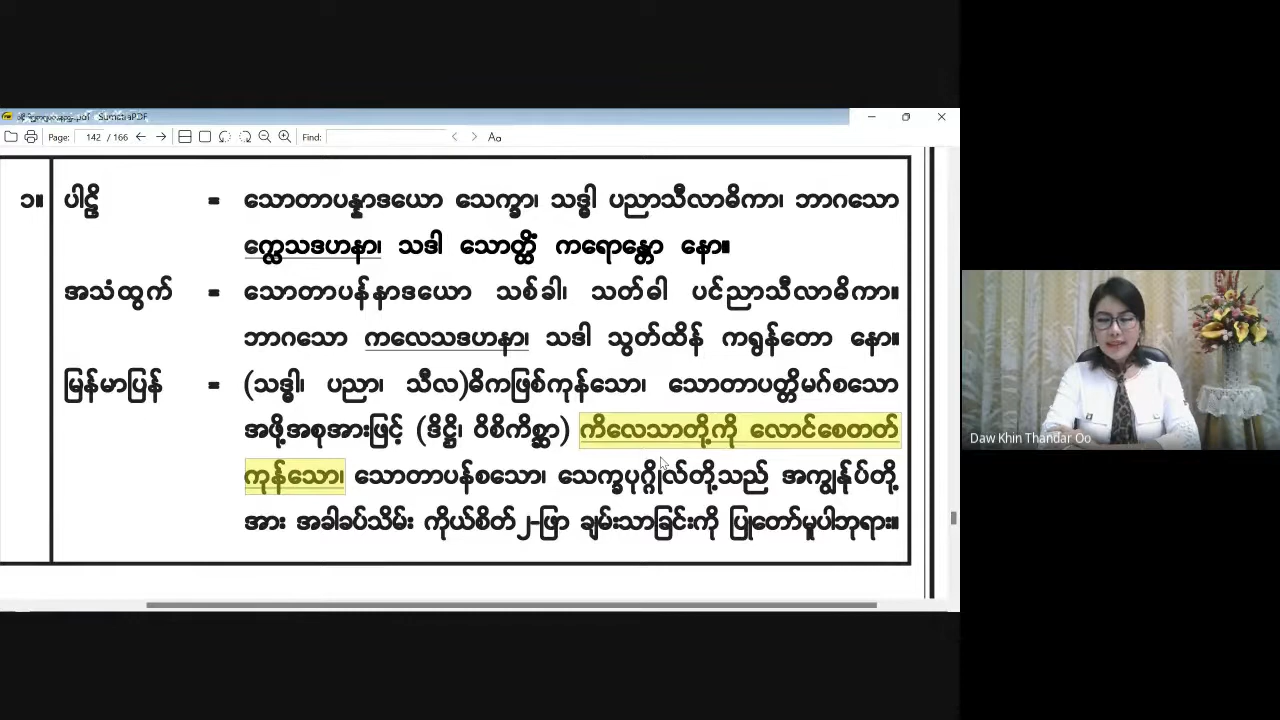 SumatraPDF
Page: 142 / 166 Find: Aa
၁။ ပါဠိ = သောတာပန္နာဒယော သေက္ခာ၊ သဒ္ဓါ ပညာသီလာဓိကာ၊ ဘာဂသော
က္လေသဒဟနာ၊ သဒါ သောတ္ထိံ ကရောန္တော နော။
အသံထွက် = သောတာပန်နာဒယော သစ်ခါ၊ သတ်ဓါ ပင်ညာသီလာဓိကာ။
ဘာဂသော ကလေသဒဟနာ၊ သဒါ သွတ်ထိန် ကရွန်တော နော။
မြန်မာပြန် = (သဒ္ဓါ၊ ပညာ၊ သီလ)ဓိကဖြစ်ကုန်သော၊ သောတာပတ္တိမဂ်စသော
အဖို့အစုအားဖြင့် (ဒိဋ္ဌိ၊ ဝိစိကိစ္ဆာ) ကိလေသာတို့ကို လောင်စေတတ်
ကုန်သော၊ သောတာပန်စသော၊ သေက္ခပုဂ္ဂိုလ်တို့သည် အကျွန်ုပ်တို့
အား အခါခပ်သိမ်း ကိုယ်စိတ်၂-ဖြာ ချမ်းသာခြင်းကို ပြုတော်မူပါဘုရား။
Daw Khin Thandar Oo